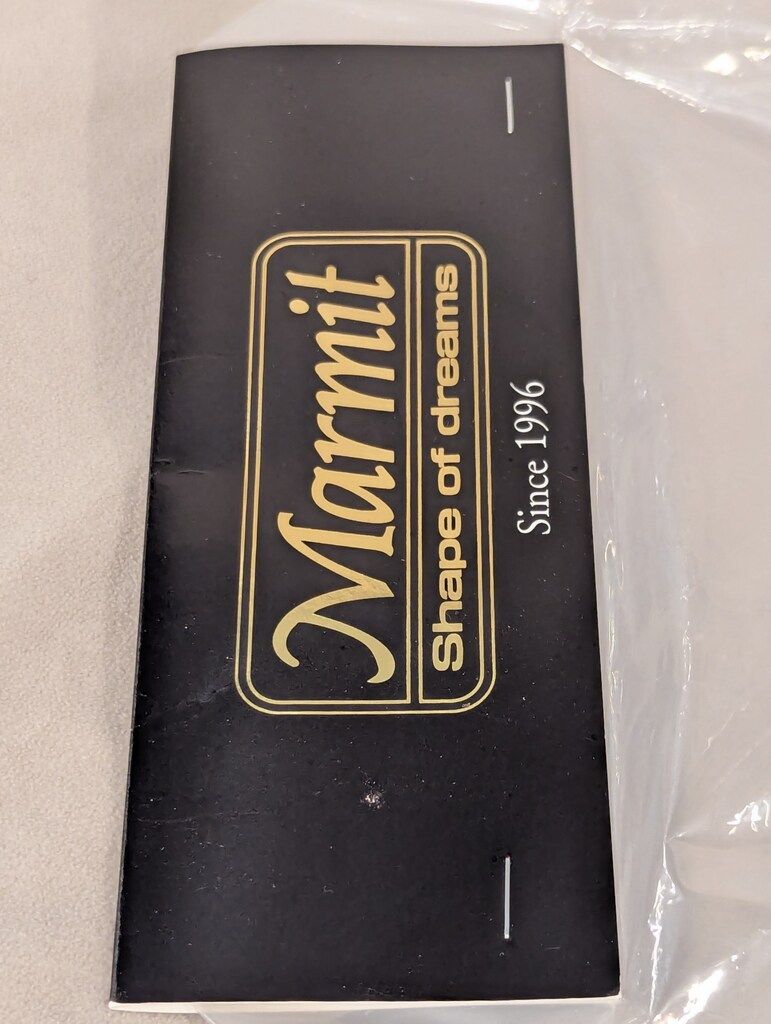 Marmit
Shape of dreams
Since 1996